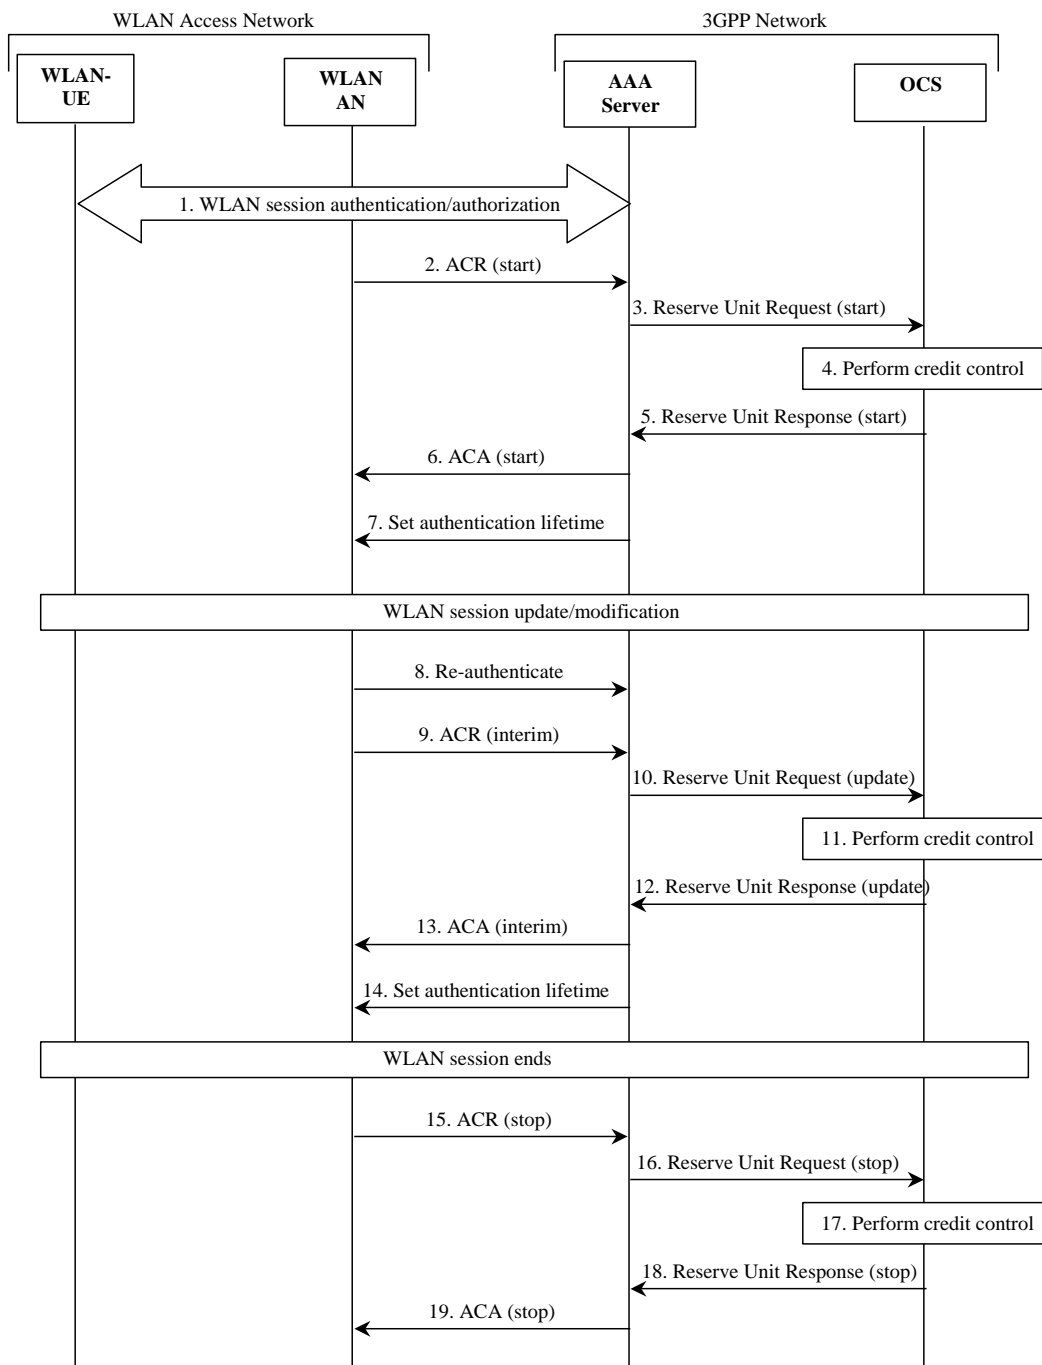 WLAN Access Network
3GPP Network
WLAN-
UE
WLAN
AN
AAA
Server
OCS
1. WLAN session authentication/authorization
2. ACR (start)
3. Reserve Unit Request (start)
4. Perform credit control
5. Reserve Unit Response (start)
6. ACA (start)
7. Set authentication lifetime
WLAN session update/modification
8. Re-authenticate
9. ACR (interim)
10. Reserve Unit Request (update)
11. Perform credit control
12. Reserve Unit Response (update)
13. ACA (interim)
14. Set authentication lifetime
WLAN session ends
15. ACR (stop)
16. Reserve Unit Request (stop)
17. Perform credit control
18. Reserve Unit Response (stop)
19. ACA (stop)